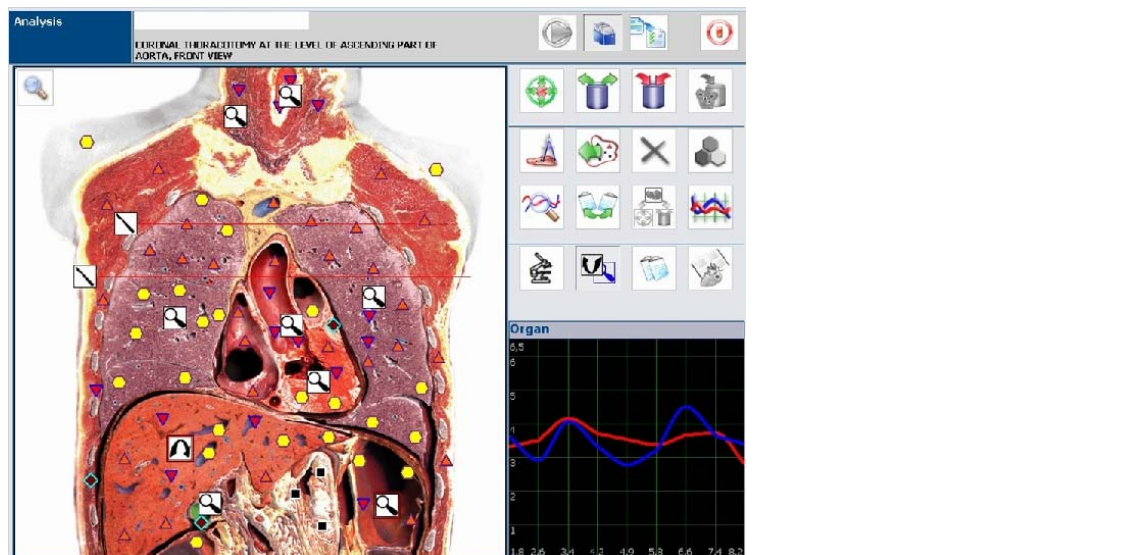 Analysis
CORONAL THORACOTOMY AT THE LEVEL OF ASCENDING PART OF
AORTA, FRONT VIEW
Organ
6,5
6
5
4
3
2
1
1.8 2.6 3.4 4.2 4.9 5.8 6.6 7.4 8.2